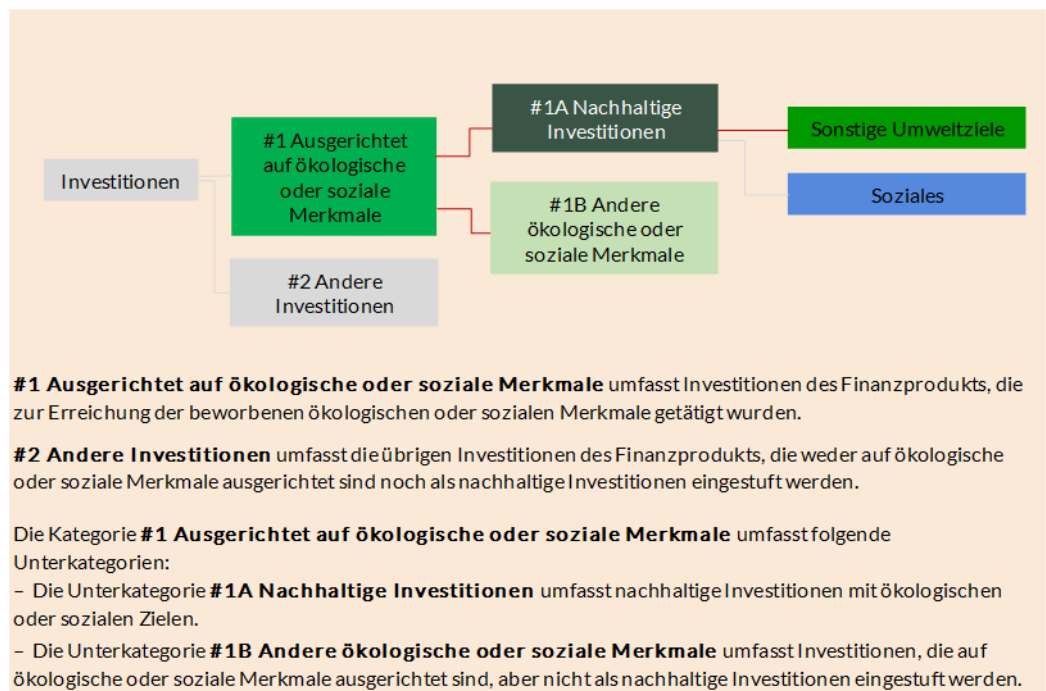 Investitionen
#1 Ausgerichtet
auf ökologische
oder soziale
Merkmale
#2 Andere
Investitionen
#1A Nachhaltige
Investitionen
#1B Andere
ökologische oder
soziale Merkmale
Sonstige Umweltziele
Soziales
#1 Ausgerichtet auf ökologische oder soziale Merkmale umfasst Investitionen des Finanzprodukts, die
zur Erreichung der beworbenen ökologischen oder sozialen Merkmale getätigt wurden.
#2 Andere Investitionen umfasst die übrigen Investitionen des Finanzprodukts, die weder auf ökologische
oder soziale Merkmale ausgerichtet sind noch als nachhaltige Investitionen eingestuft werden.
Die Kategorie #1 Ausgerichtet auf ökologische oder soziale Merkmale umfasst folgende
Unterkategorien:
– Die Unterkategorie #1A Nachhaltige Investitionen umfasst nachhaltige Investitionen mit ökologischen
oder sozialen Zielen.
– Die Unterkategorie #1B Andere ökologische oder soziale Merkmale umfasst Investitionen, die auf
ökologische oder soziale Merkmale ausgerichtet sind, aber nicht als nachhaltige Investitionen eingestuft werden.